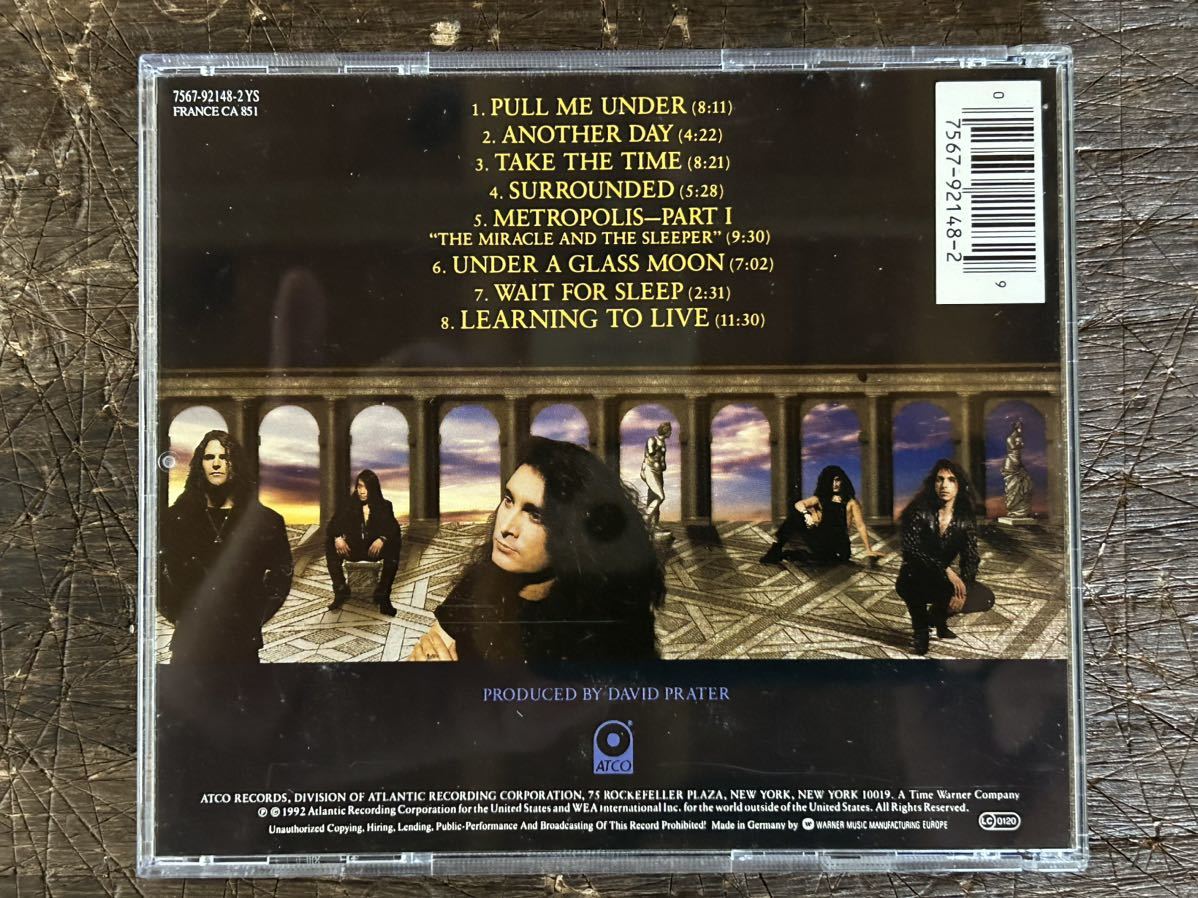 7567-92148-2 YS
FRANCE CA 851
1. PULL ME UNDER (8:11)
2. ANOTHER DAY (4:22)
3. TAKE THE TIME (8:21)
4. SURROUNDED (5:28)
5. METROPOLIS—PART I
“THE MIRACLE AND THE SLEEPER” (9:30)
6. UNDER A GLASS MOON (7:02)
7. WAIT FOR SLEEP (2:31)
8. LEARNING TO LIVE (11:30)
0 7567-92148-2 9
PRODUCED BY DAVID PRATER
®
ATCO
ATCO RECORDS, DIVISION OF ATLANTIC RECORDING CORPORATION, 75 ROCKEFELLER PLAZA, NEW YORK, NEW YORK 10019. A Time Warner Company
℗ © 1992 Atlantic Recording Corporation for the United States and WEA International Inc. for the world outside of the United States. All Rights Reserved.
Unauthorized Copying, Hiring, Lending, Public-Performance And Broadcasting Of This Record Prohibited! Made in Germany by W WARNER MUSIC MANUFACTURING EUROPE
LC 0120